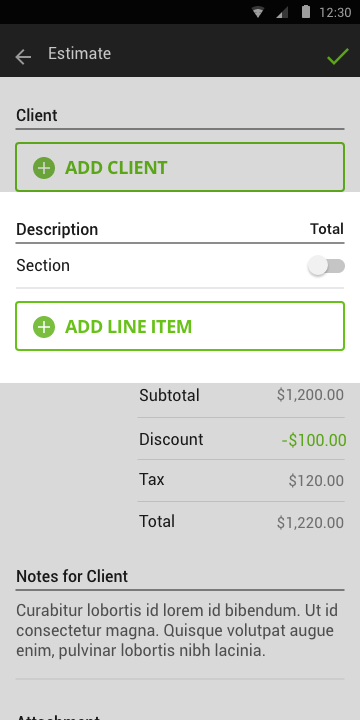 12:30
Estimate
Client
ADD CLIENT
Description Total
Section
ADD LINE ITEM
Subtotal $1,200.00
Discount -$100.00
Tax $120.00
Total $1,220.00
Notes for Client
Curabitur lobortis id lorem id bibendum. Ut id
consectetur magna. Quisque volutpat augue
enim, pulvinar lobortis nibh lacinia.
Attachment